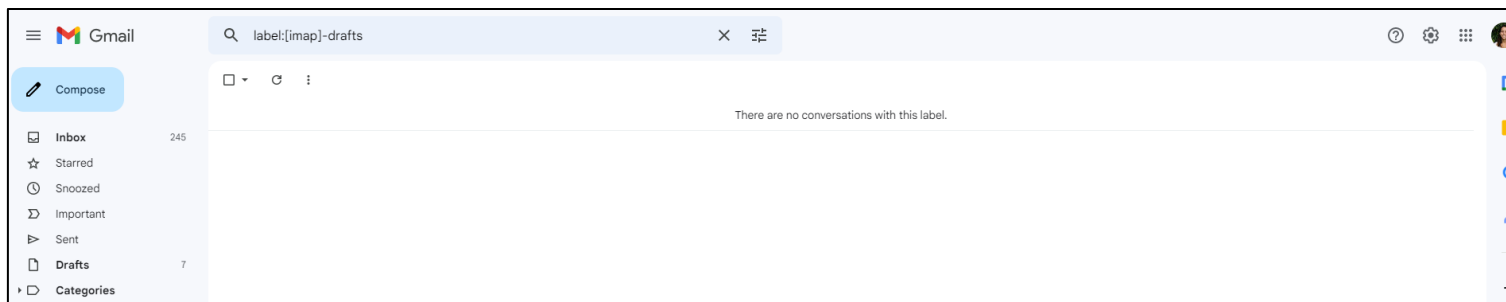 Gmail
label:[imap]-drafts
Compose
There are no conversations with this label.
Inbox 245
Starred
Snoozed
Important
Sent
Drafts 7
Categories